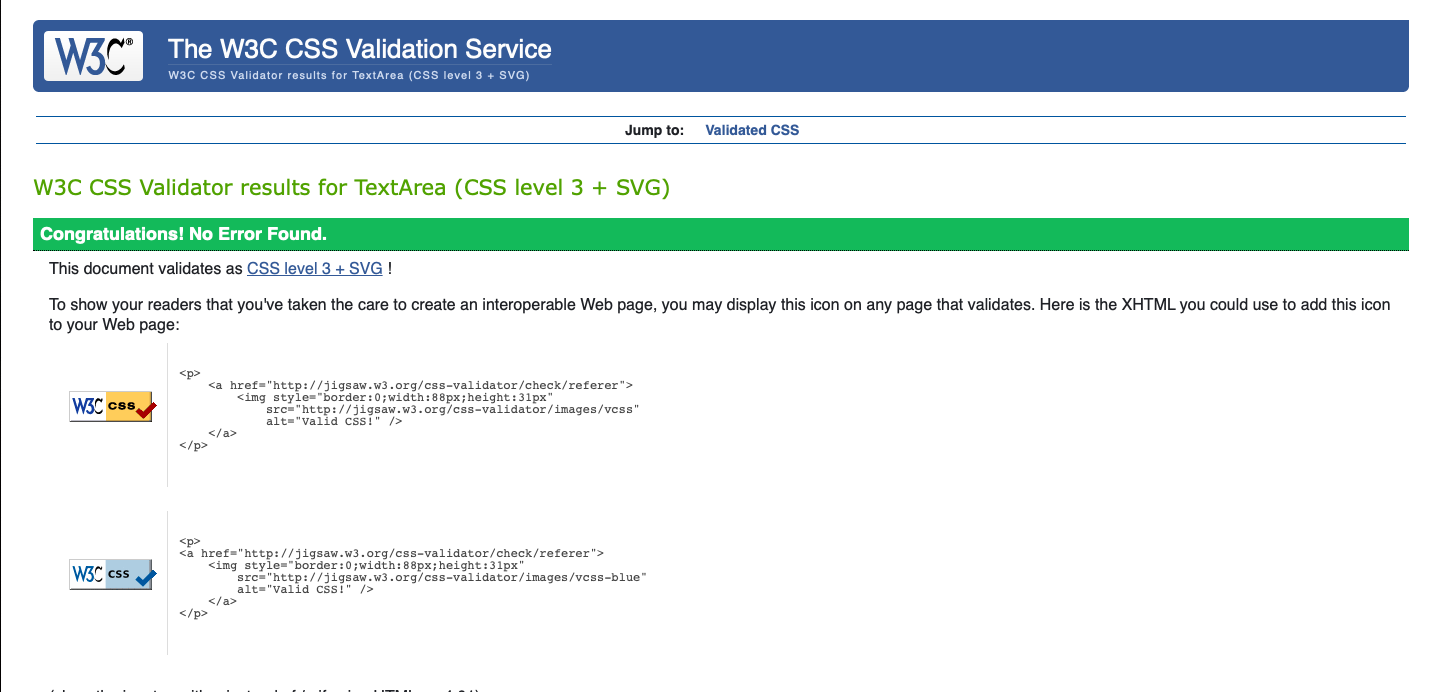 W3C®
The W3C CSS Validation Service
W3C CSS Validator results for TextArea (CSS level 3 + SVG)
Jump to: Validated CSS
W3C CSS Validator results for TextArea (CSS level 3 + SVG)
Congratulations! No Error Found.
This document validates as CSS level 3 + SVG !
To show your readers that you've taken the care to create an interoperable Web page, you may display this icon on any page that validates. Here is the XHTML you could use to add this icon
to your Web page:
W3C css
<p>
    <a href="http://jigsaw.w3.org/css-validator/check/referer">
        <img style="border:0;width:88px;height:31px"
            src="http://jigsaw.w3.org/css-validator/images/vcss"
            alt="Valid CSS!" />
    </a>
</p>
W3C css
<p>
<a href="http://jigsaw.w3.org/css-validator/check/referer">
    <img style="border:0;width:88px;height:31px"
        src="http://jigsaw.w3.org/css-validator/images/vcss-blue"
        alt="Valid CSS!" />
    </a>
</p>